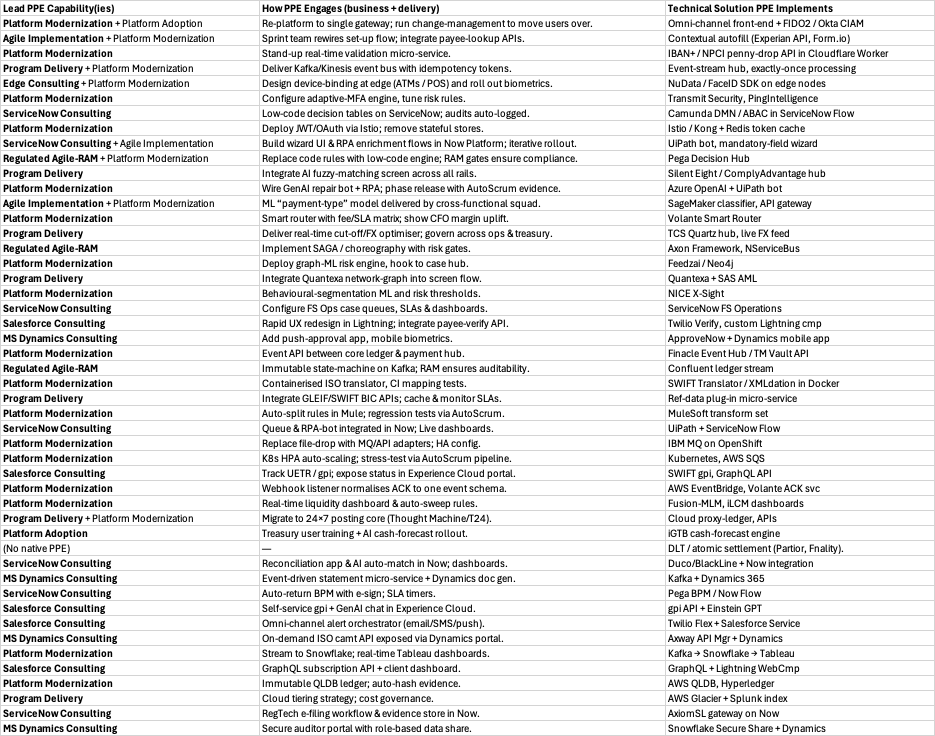 Lead PPE Capability(ies) How PPE Engages (business + delivery) Technical Solution PPE Implements
Platform Modernization + Platform Adoption Re-platform to single gateway; run change-management to move users over. Omni-channel front-end + FIDO2 / Okta CIAM
Agile Implementation + Platform Modernization Sprint team rewires set-up flow; integrate payee-lookup APIs. Contextual autofill (Experian API, Form.io)
Platform Modernization Stand-up real-time validation micro-service. IBAN+ / NPCI penny-drop API in Cloudflare Worker
Program Delivery + Platform Modernization Deliver Kafka/Kinesis event bus with idempotency tokens. Event-stream hub, exactly-once processing
Edge Consulting + Platform Modernization Design device-binding at edge (ATMs / POS) and roll out biometrics. NuData / FaceID SDK on edge nodes
Platform Modernization Configure adaptive-MFA engine, tune risk rules. Transmit Security, PingIntelligence
ServiceNow Consulting Low-code decision tables on ServiceNow; audits auto-logged. Camunda DMN / ABAC in ServiceNow Flow
Platform Modernization Deploy JWT/OAuth via Istio; remove stateful stores. Istio / Kong + Redis token cache
ServiceNow Consulting + Agile Implementation Build wizard UI & RPA enrichment flows in Now Platform; iterative rollout. UiPath bot, mandatory-field wizard
Regulated Agile-RAM + Platform Modernization Replace code rules with low-code engine; RAM gates ensure compliance. Pega Decision Hub
Program Delivery Integrate AI fuzzy-matching screen across all rails. Silent Eight / ComplyAdvantage hub
Platform Modernization Wire GenAI repair bot + RPA; phase release with AutoScrum evidence. Azure OpenAI + UiPath bot
Agile Implementation + Platform Modernization ML “payment-type” model delivered by cross-functional squad. SageMaker classifier, API gateway
Platform Modernization Smart router with fee/SLA matrix; show CFO margin uplift. Volante Smart Router
Program Delivery Deliver real-time cut-off/FX optimiser; govern across ops & treasury. TCS Quartz hub, live FX feed
Regulated Agile-RAM Implement SAGA / choreography with risk gates. Axon Framework, NServiceBus
Platform Modernization Deploy graph-ML risk engine, hook to case hub. Feedzai / Neo4j
Program Delivery Integrate Quantexa network-graph into screen flow. Quantexa + SAS AML
Platform Modernization Behavioural-segmentation ML and risk thresholds. NICE X-Sight
ServiceNow Consulting Configure FS Ops case queues, SLAs & dashboards. ServiceNow FS Operations
Salesforce Consulting Rapid UX redesign in Lightning; integrate payee-verify API. Twilio Verify, custom Lightning cmp
MS Dynamics Consulting Add push-approval app, mobile biometrics. ApproveNow + Dynamics mobile app
Platform Modernization Event API between core ledger & payment hub. Finacle Event Hub / TM Vault API
Regulated Agile-RAM Immutable state-machine on Kafka; RAM ensures auditability. Confluent ledger stream
Platform Modernization Containerised ISO translator, CI mapping tests. SWIFT Translator / XMLdation in Docker
Program Delivery Integrate GLEIF/SWIFT BIC APIs; cache & monitor SLAs. Ref-data plug-in micro-service
Platform Modernization Auto-split rules in Mule; regression tests via AutoScrum. MuleSoft transform set
ServiceNow Consulting Queue & RPA-bot integrated in Now; Live dashboards. UiPath + ServiceNow Flow
Platform Modernization Replace file-drop with MQ/API adapters; HA config. IBM MQ on OpenShift
Platform Modernization K8s HPA auto-scaling; stress-test via AutoScrum pipeline. Kubernetes, AWS SQS
Salesforce Consulting Track UETR / gpi; expose status in Experience Cloud portal. SWIFT gpi, GraphQL API
Platform Modernization Webhook listener normalises ACK to one event schema. AWS EventBridge, Volante ACK svc
Platform Modernization Real-time liquidity dashboard & auto-sweep rules. Fusion-MLM, iLCM dashboards
Program Delivery + Platform Modernization Migrate to 24×7 posting core (Thought Machine/T24). Cloud proxy-ledger, APIs
Platform Adoption Treasury user training + AI cash-forecast rollout. iGTB cash-forecast engine
(No native PPE) — DLT / atomic settlement (Partior, Fnality).
ServiceNow Consulting Reconciliation app & AI auto-match in Now; dashboards. Duco/BlackLine + Now integration
MS Dynamics Consulting Event-driven statement micro-service + Dynamics doc gen. Kafka + Dynamics 365
ServiceNow Consulting Auto-return BPM with e-sign; SLA timers. Pega BPM / Now Flow
Salesforce Consulting Self-service gpi + GenAI chat in Experience Cloud. gpi API + Einstein GPT
Salesforce Consulting Omni-channel alert orchestrator (email/SMS/push). Twilio Flex + Salesforce Service
MS Dynamics Consulting On-demand ISO camt API exposed via Dynamics portal. Axway API Mgr + Dynamics
Platform Modernization Stream to Snowflake; real-time Tableau dashboards. Kafka → Snowflake → Tableau
Salesforce Consulting GraphQL subscription API + client dashboard. GraphQL + Lightning WebCmp
Platform Modernization Immutable QLDB ledger; auto-hash evidence. AWS QLDB, Hyperledger
Program Delivery Cloud tiering strategy; cost governance. AWS Glacier + Splunk index
ServiceNow Consulting RegTech e-filing workflow & evidence store in Now. AxiomSL gateway on Now
MS Dynamics Consulting Secure auditor portal with role-based data share. Snowflake Secure Share + Dynamics